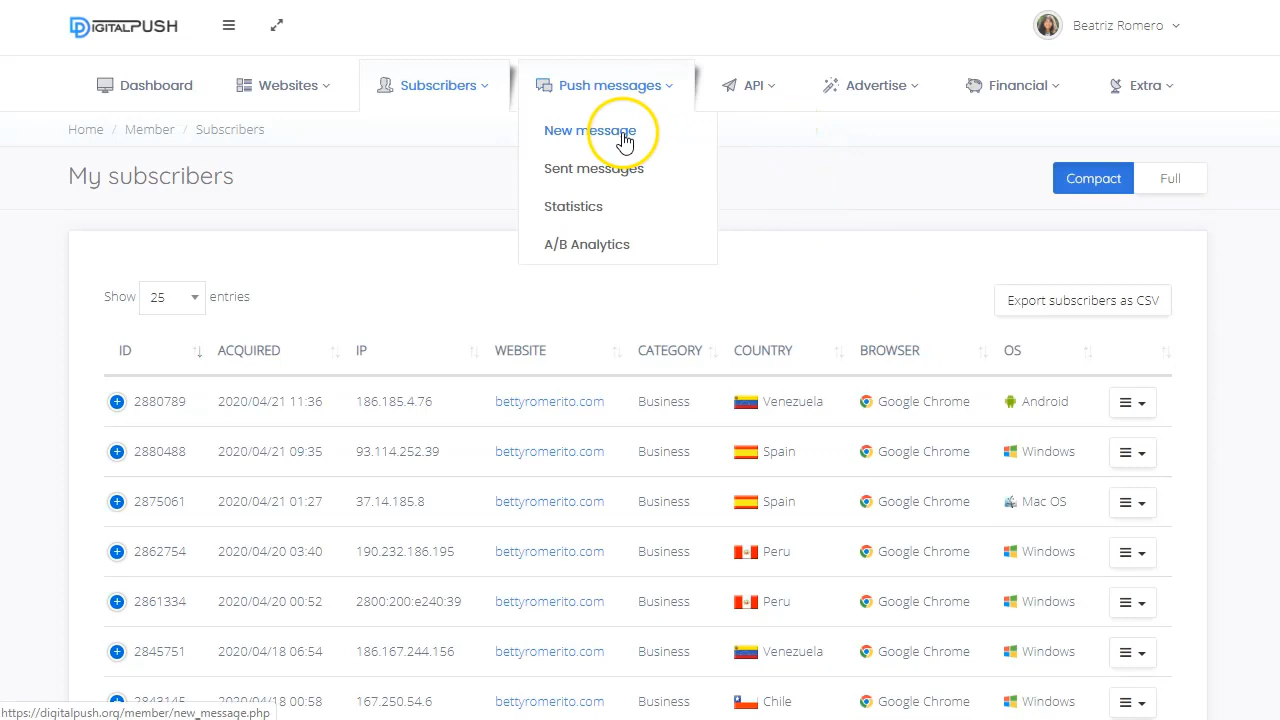 DIGITALPUSH
Beatriz Romero
Dashboard
Websites
Subscribers
Push messages
API
Advertise
Financial
Extra
New message
Sent messages
Statistics
A/B Analytics
Home / Member / Subscribers
My subscribers
Compact
Full
Show 25 entries
Export subscribers as CSV
ID ACQUIRED IP WEBSITE CATEGORY COUNTRY BROWSER OS
2880789 2020/04/21 11:36 186.185.4.76 bettyromerito.com Business Venezuela Google Chrome Android
2880488 2020/04/21 09:35 93.114.252.39 bettyromerito.com Business Spain Google Chrome Windows
2875061 2020/04/21 01:27 37.14.185.8 bettyromerito.com Business Spain Google Chrome Mac OS
2862754 2020/04/20 03:40 190.232.186.195 bettyromerito.com Business Peru Google Chrome Windows
2861334 2020/04/20 00:52 2800:200:e240:39 bettyromerito.com Business Peru Google Chrome Windows
2845751 2020/04/18 06:54 186.167.244.156 bettyromerito.com Business Venezuela Google Chrome Windows
2843145 2020/04/18 00:58 167.250.54.6 bettyromerito.com Business Chile Google Chrome Windows
https://digitalpush.org/member/new_message.php